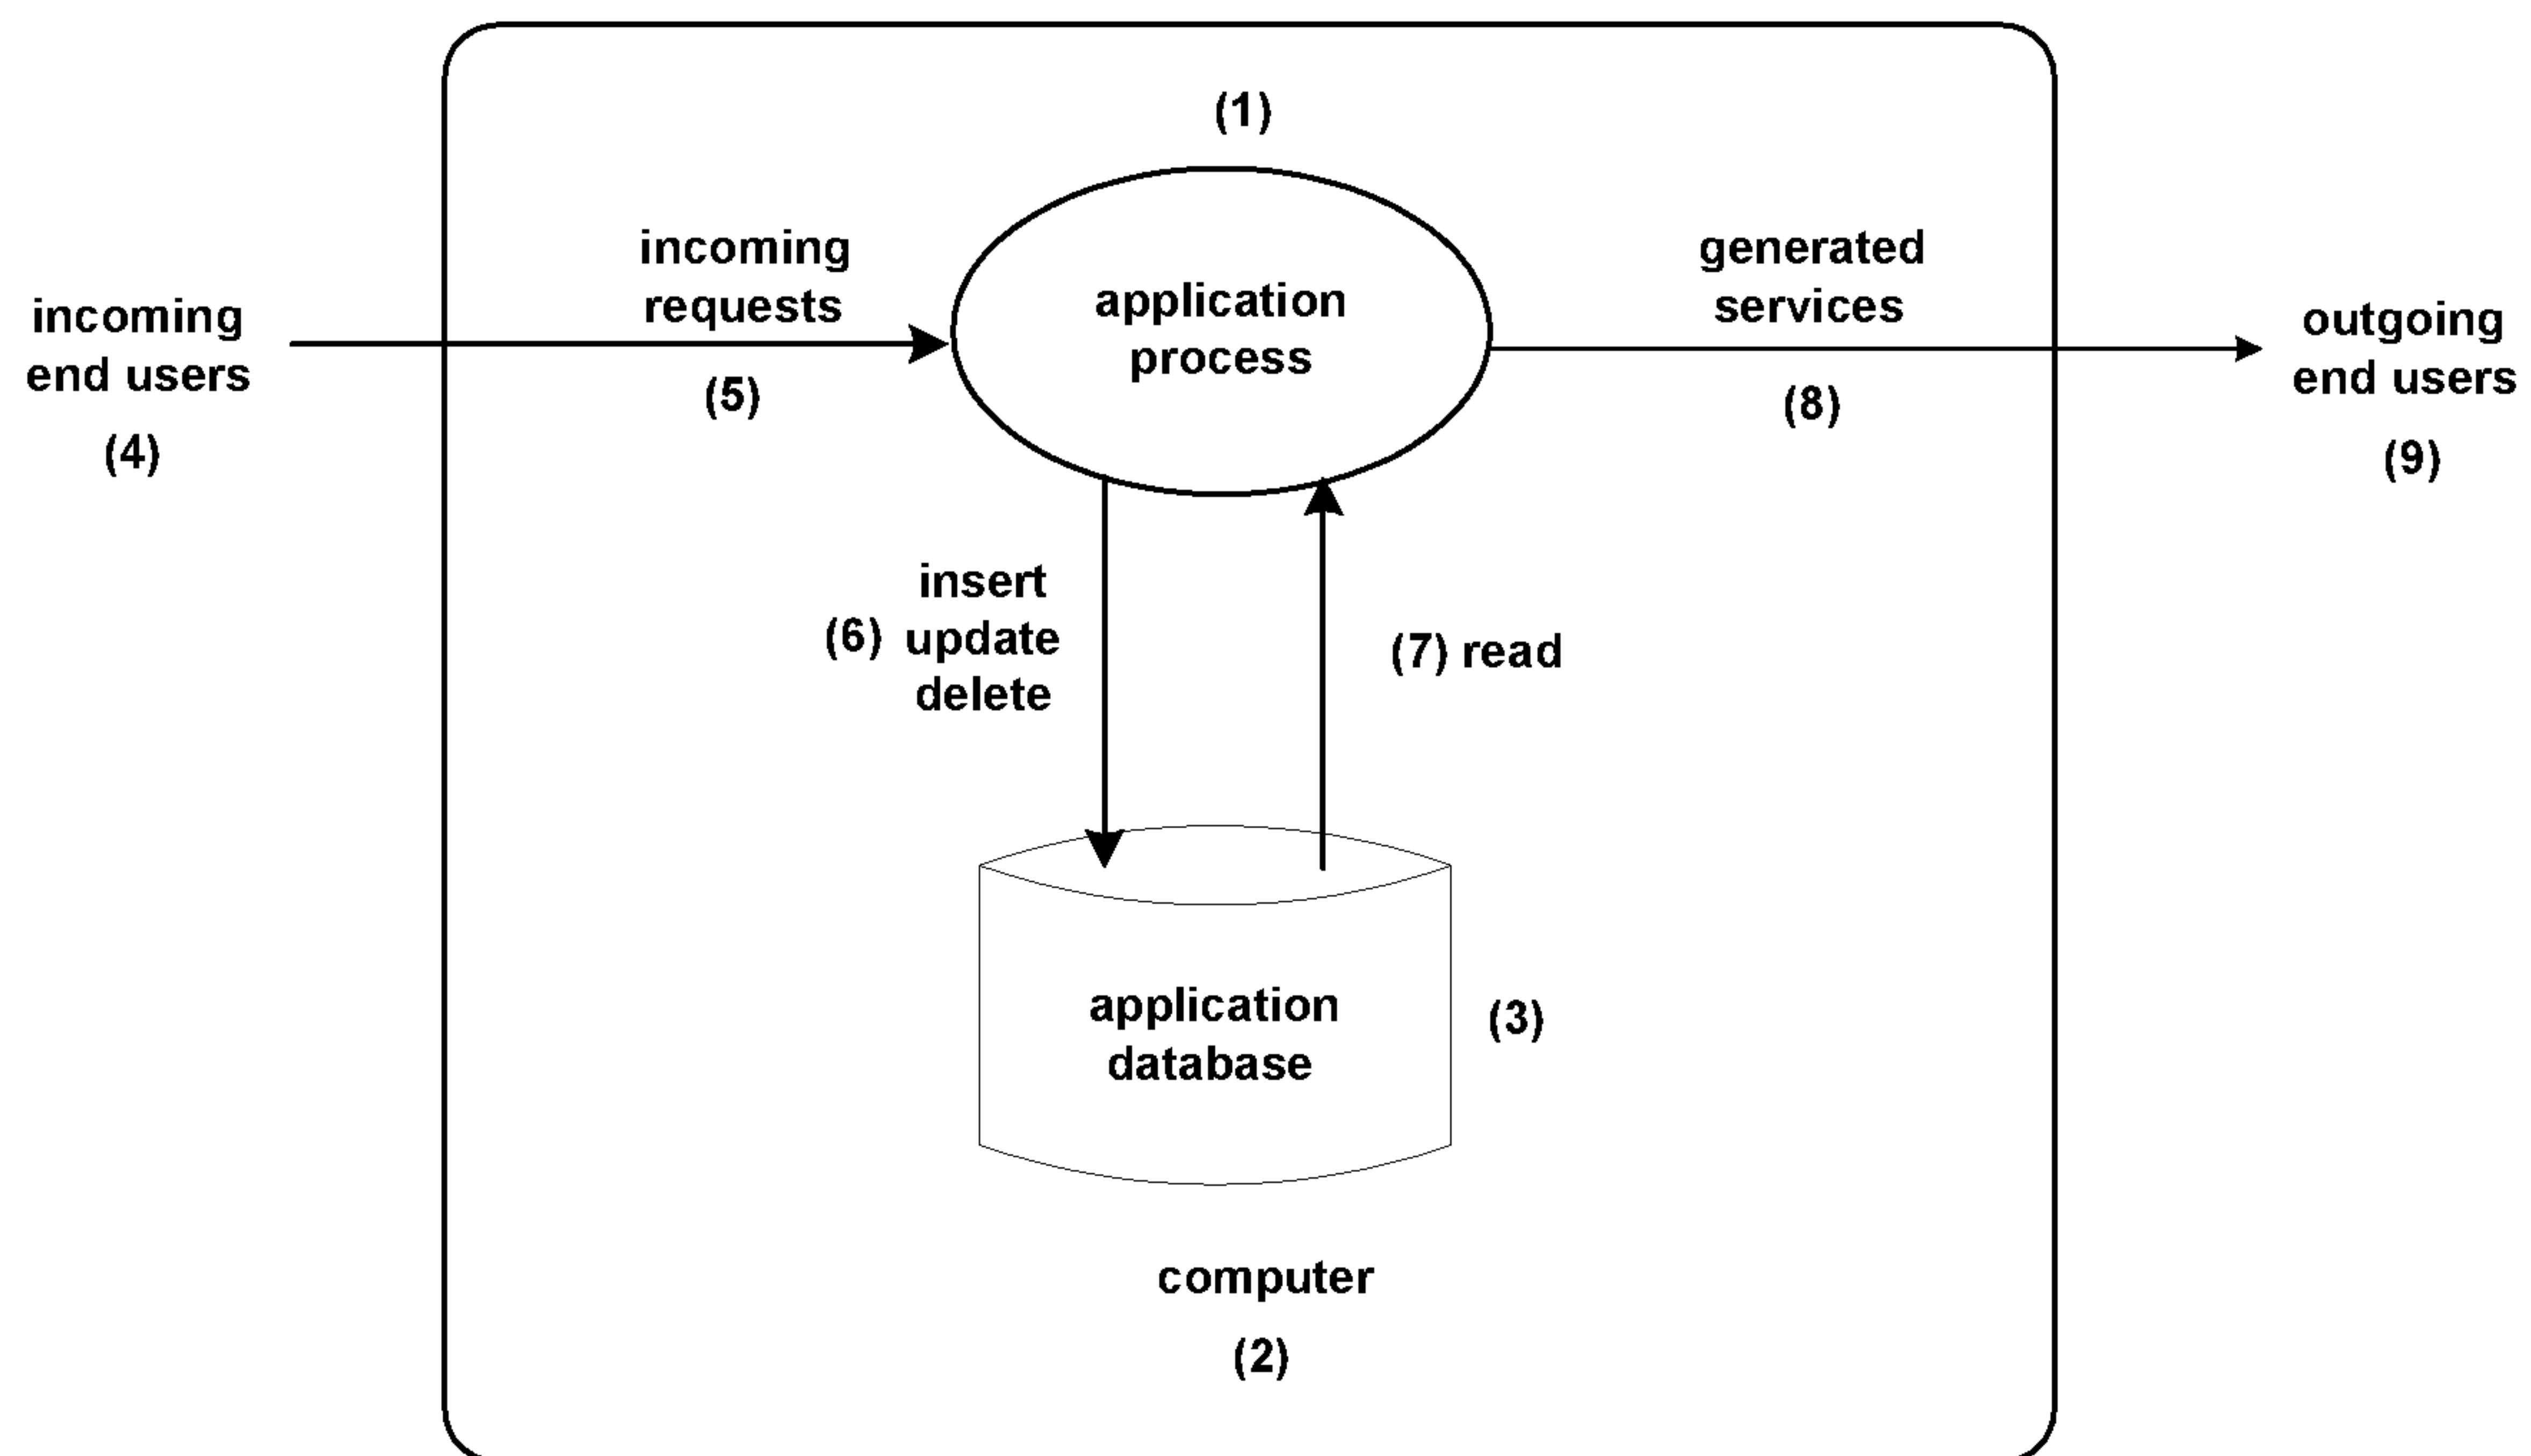 (1)
incoming
requests
(5)
application
process
generated
services
(8)
incoming
end users
(4)
outgoing
end users
(9)
(6) insert
update
delete
(7) read
application
database
(3)
computer
(2)